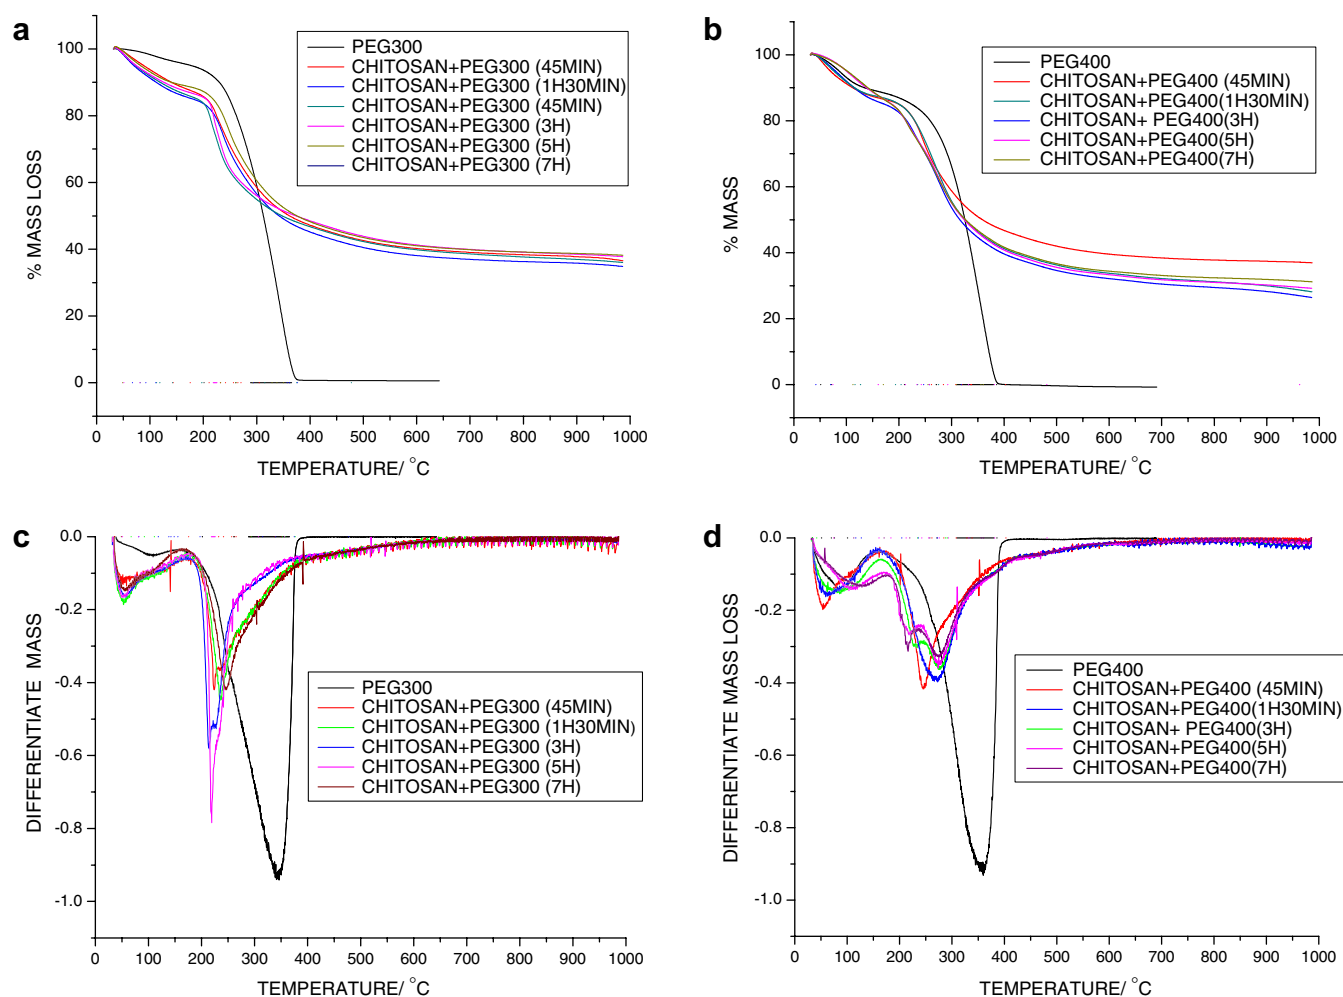 a
100
80
60
40
20
0
% MASS LOSS
0 100 200 300 400 500 600 700 800 900 1000
TEMPERATURE/ °C
PEG300
CHITOSAN+PEG300 (45MIN)
CHITOSAN+PEG300 (1H30MIN)
CHITOSAN+PEG300 (45MIN)
CHITOSAN+PEG300 (3H)
CHITOSAN+PEG300 (5H)
CHITOSAN+PEG300 (7H)
b
100
80
60
40
20
0
-10
% MASS
0 100 200 300 400 500 600 700 800 900 1000
TEMPERATURE/ °C
PEG400
CHITOSAN+PEG400 (45MIN)
CHITOSAN+PEG400(1H30MIN)
CHITOSAN+ PEG400(3H)
CHITOSAN+PEG400(5H)
CHITOSAN+PEG400(7H)
c
0.0
-0.2
-0.4
-0.6
-0.8
-1.0
DIFFERENTIATE MASS
0 100 200 300 400 500 600 700 800 900 1000
TEMPERATURE/ °C
PEG300
CHITOSAN+PEG300 (45MIN)
CHITOSAN+PEG300 (1H30MIN)
CHITOSAN+PEG300 (3H)
CHITOSAN+PEG300 (5H)
CHITOSAN+PEG300 (7H)
d
0.0
-0.2
-0.4
-0.6
-0.8
-1.0
DIFFERENTIATE MASS LOSS
0 100 200 300 400 500 600 700 800 900 1000
TEMPERATURE/ °C
PEG400
CHITOSAN+PEG400 (45MIN)
CHITOSAN+PEG400(1H30MIN)
CHITOSAN+ PEG400(3H)
CHITOSAN+PEG400(5H)
CHITOSAN+PEG400(7H)